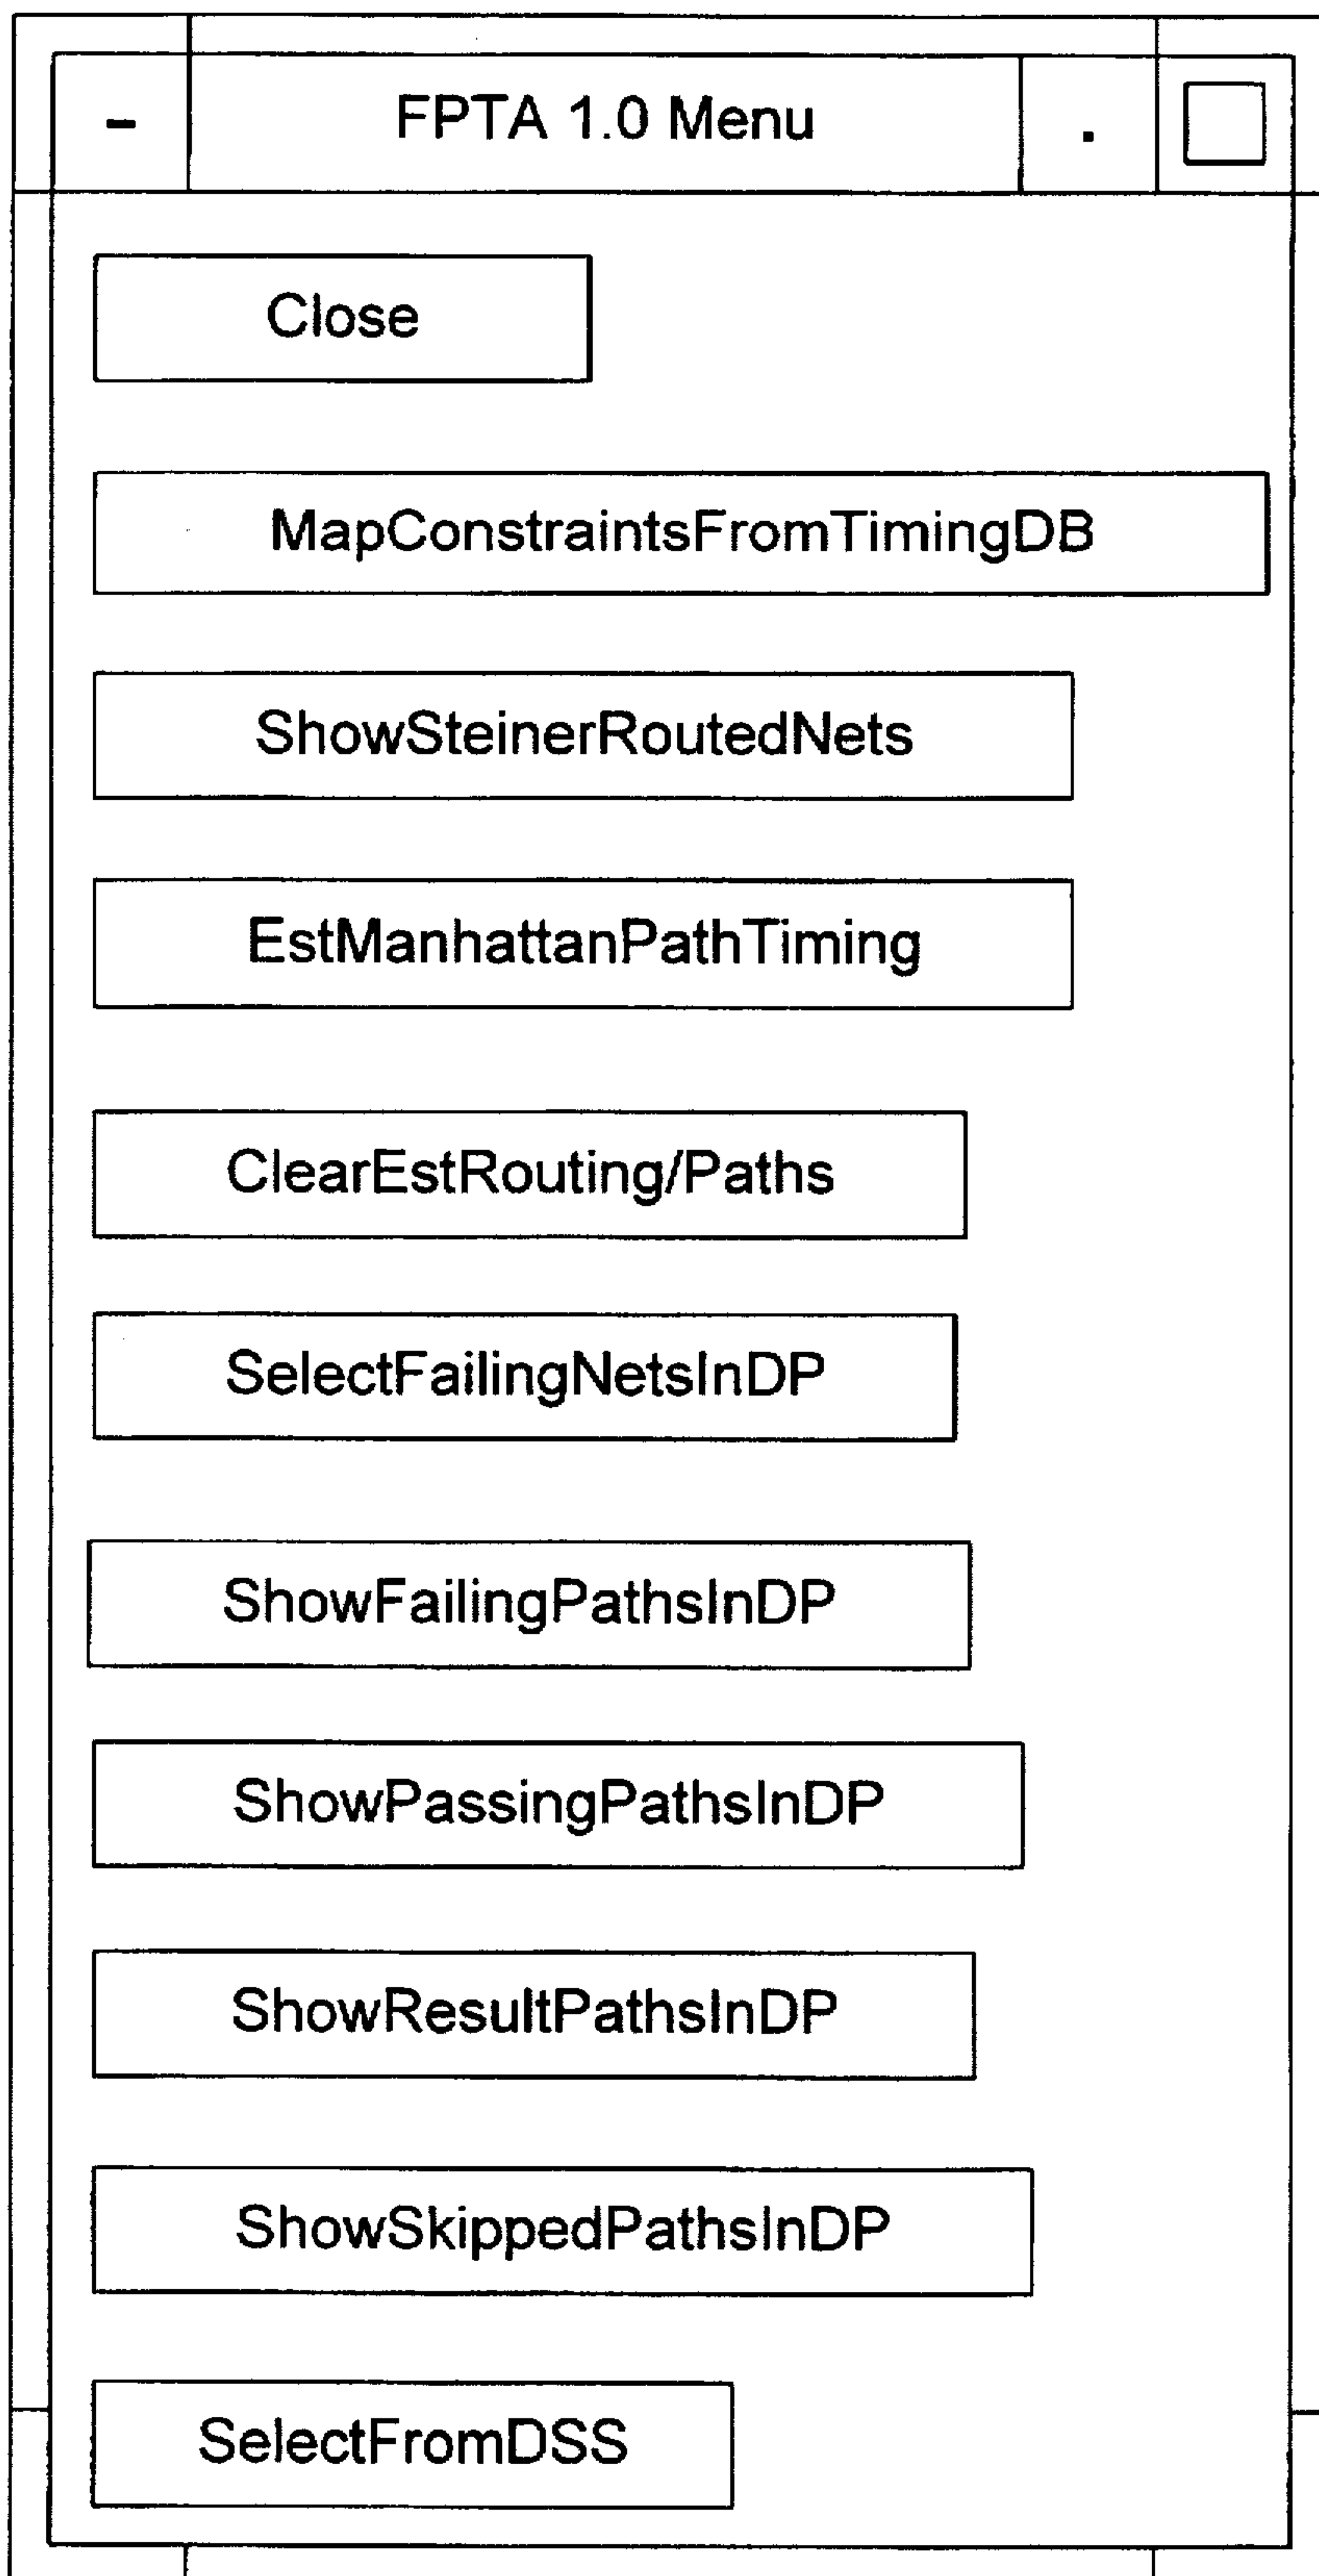 - FPTA 1.0 Menu .
Close
MapConstraintsFromTimingDB
ShowSteinerRoutedNets
EstManhattanPathTiming
ClearEstRouting/Paths
SelectFailingNetsInDP
ShowFailingPathsInDP
ShowPassingPathsInDP
ShowResultPathsInDP
ShowSkippedPathsInDP
SelectFromDSS